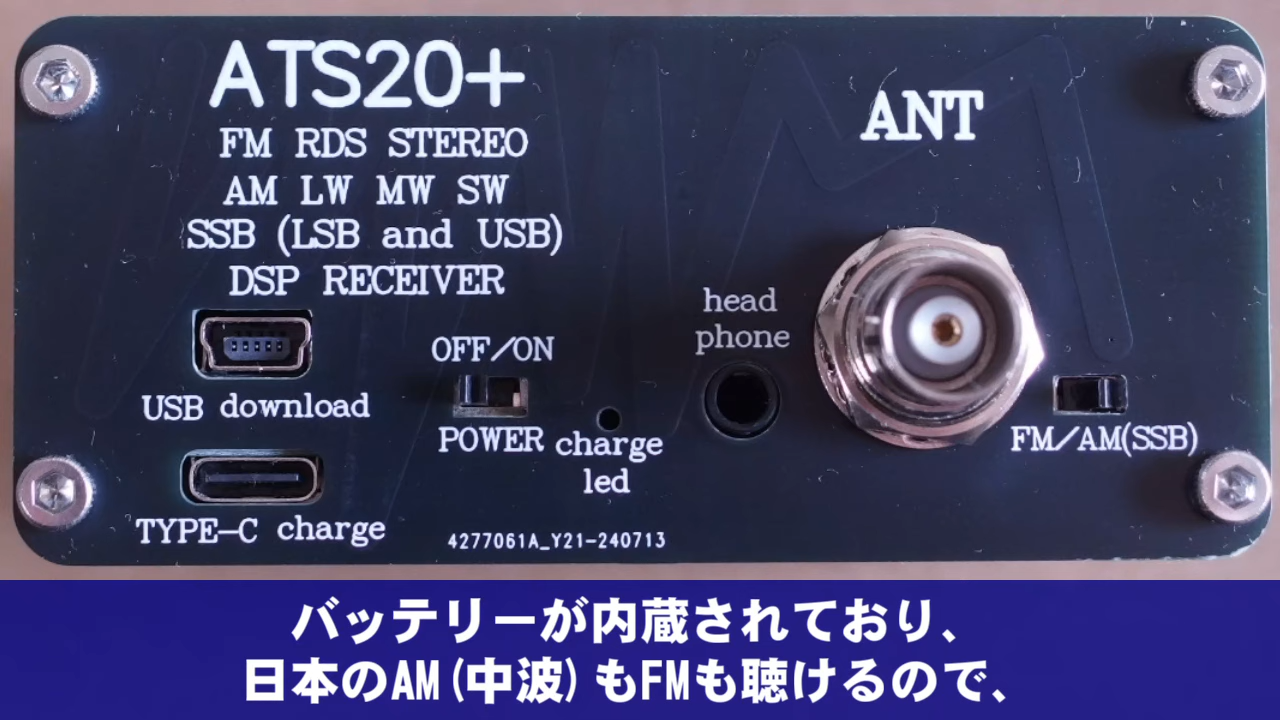 ATS20+
FM RDS STEREO
AM LW MW SW
SSB (LSB and USB)
DSP RECEIVER
ANT
head
phone
OFF/ON
USB download
POWER
charge
led
FM/AM(SSB)
TYPE-C charge
4277061A_Y21-240713
バッテリーが内蔵されており、
日本のAM(中波)もFMも聴けるので、